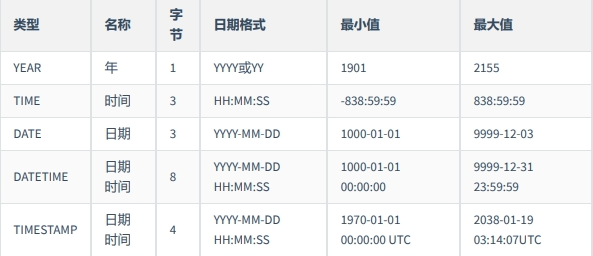 类型 名称 字节 日期格式 最小值 最大值
YEAR 年 1 YYYY或YY 1901 2155
TIME 时间 3 HH:MM:SS -838:59:59 838:59:59
DATE 日期 3 YYYY-MM-DD 1000-01-01 9999-12-03
DATETIME 日期时间 8 YYYY-MM-DD HH:MM:SS 1000-01-01 00:00:00 9999-12-31 23:59:59
TIMESTAMP 日期时间 4 YYYY-MM-DD HH:MM:SS 1970-01-01 00:00:00 UTC 2038-01-19 03:14:07UTC